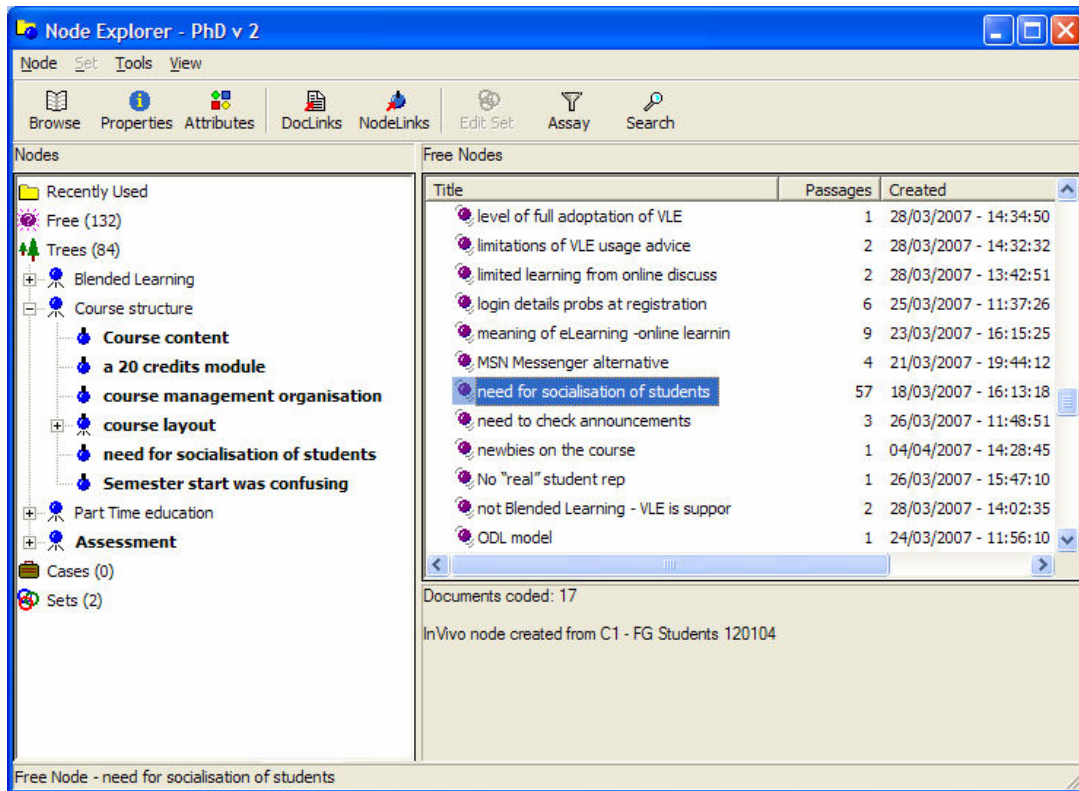 Node Explorer - PhD v 2
Node Set Tools View
Browse Properties Attributes DocLinks NodeLinks Edit Set Assay Search
Nodes
Recently Used
Free (132)
Trees (84)
Blended Learning
Course structure
Course content
a 20 credits module
course management organisation
course layout
need for socialisation of students
Semester start was confusing
Part Time education
Assessment
Cases (0)
Sets (2)
Free Nodes
Title Passages Created
level of full adoptation of VLE 1 28/03/2007 - 14:34:50
limitations of VLE usage advice 2 28/03/2007 - 14:32:32
limited learning from online discuss 2 28/03/2007 - 13:42:51
login details probs at registration 6 25/03/2007 - 11:37:26
meaning of eLearning -online learnin 9 23/03/2007 - 16:15:25
MSN Messenger alternative 4 21/03/2007 - 19:44:12
need for socialisation of students 57 18/03/2007 - 16:13:18
need to check announcements 3 26/03/2007 - 11:48:51
newbies on the course 1 04/04/2007 - 14:28:45
No "real" student rep 1 26/03/2007 - 15:47:10
not Blended Learning - VLE is suppor 2 28/03/2007 - 14:02:35
ODL model 1 24/03/2007 - 11:56:10
Documents coded: 17
InVivo node created from C1 - FG Students 120104
Free Node - need for socialisation of students